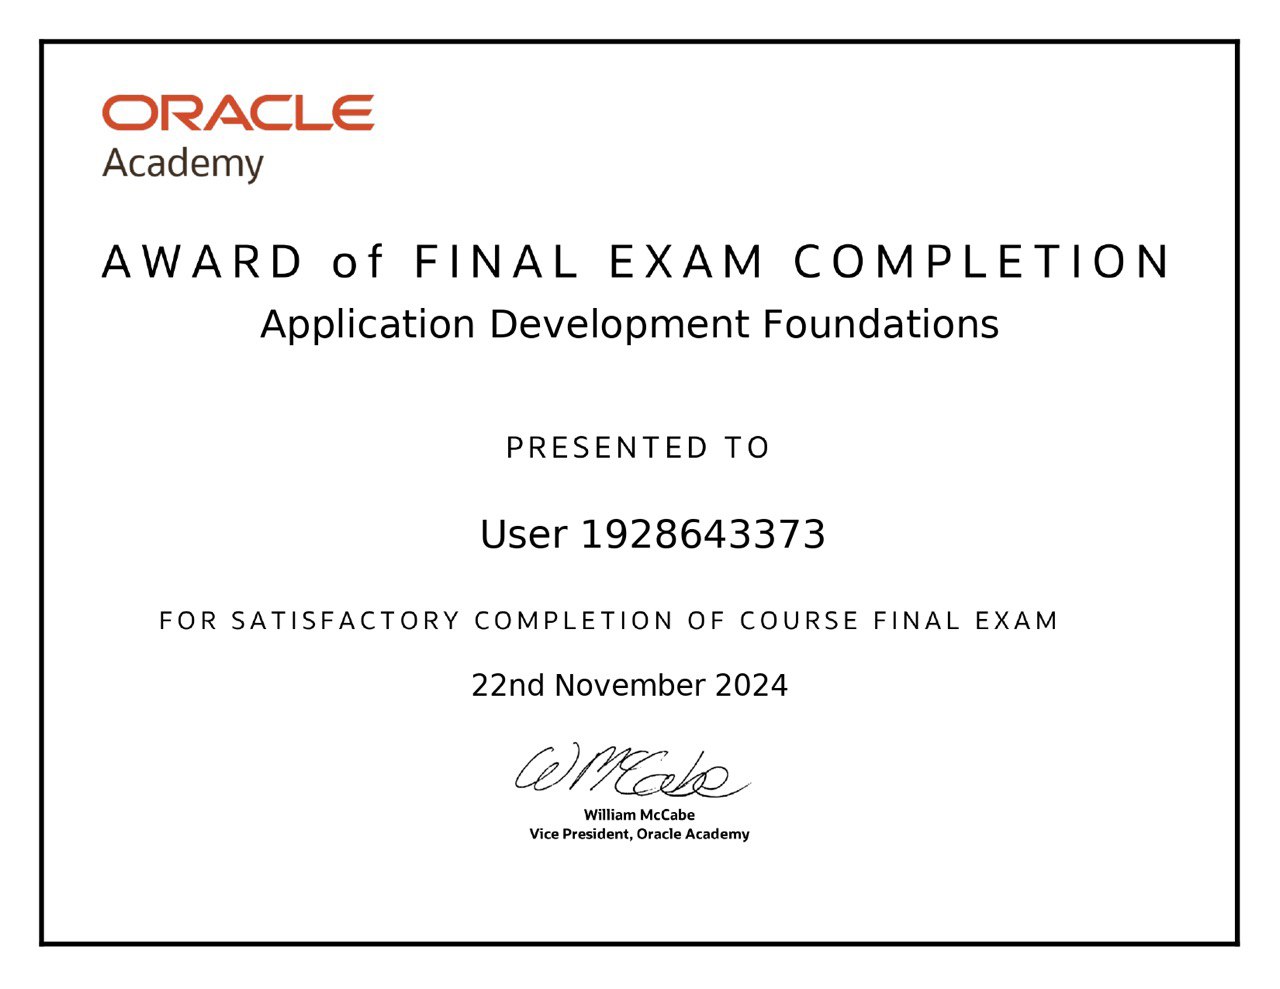 ORACLE
Academy
AWARD of FINAL EXAM COMPLETION
Application Development Foundations
PRESENTED TO
User 1928643373
FOR SATISFACTORY COMPLETION OF COURSE FINAL EXAM
22nd November 2024
WMcCabe
William McCabe
Vice President, Oracle Academy